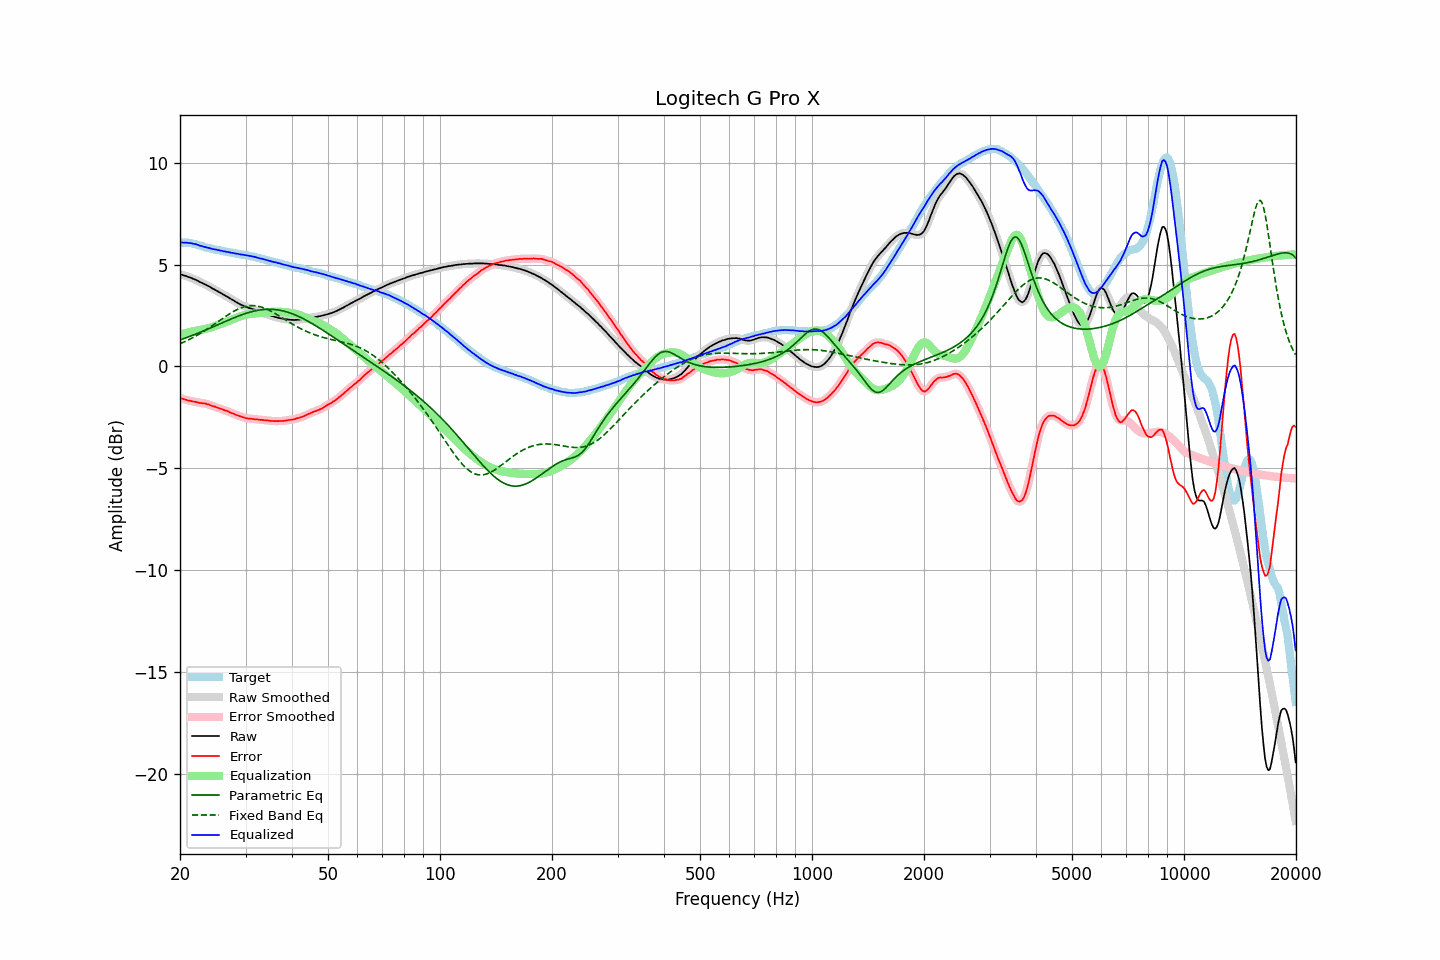 Logitech G Pro X
10
5
0
−5
−10
−15
−20
Amplitude (dBr)
Target
Raw Smoothed
Error Smoothed
Raw
Error
Equalization
Parametric Eq
Fixed Band Eq
Equalized
20 50 100 200 500 1000 2000 5000 10000 20000
Frequency (Hz)